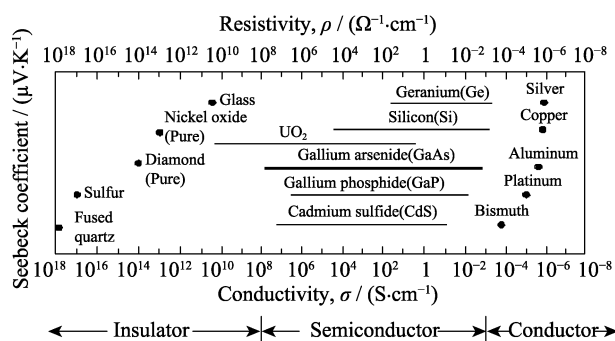 Resistivity, ρ / (Ω⁻¹·cm⁻¹)
10¹⁸ 10¹⁶ 10¹⁴ 10¹² 10¹⁰ 10⁸ 10⁶ 10⁴ 10² 1 10⁻² 10⁻⁴ 10⁻⁶ 10⁻⁸
Seebeck coefficient / (μV·K⁻¹)
Geranium(Ge) Silver
Glass
Nickel oxide
(Pure)
Silicon(Si) Copper
UO₂
Diamond
(Pure)
Gallium arsenide(GaAs) Aluminum
Gallium phosphide(GaP) Platinum
Sulfur
Fused
quartz
Cadmium sulfide(CdS) Bismuth
10¹⁸ 10¹⁶ 10¹⁴ 10¹² 10¹⁰ 10⁸ 10⁶ 10⁴ 10² 1 10⁻² 10⁻⁴ 10⁻⁶ 10⁻⁸
Conductivity, σ / (S·cm⁻¹)
Insulator Semiconductor Conductor